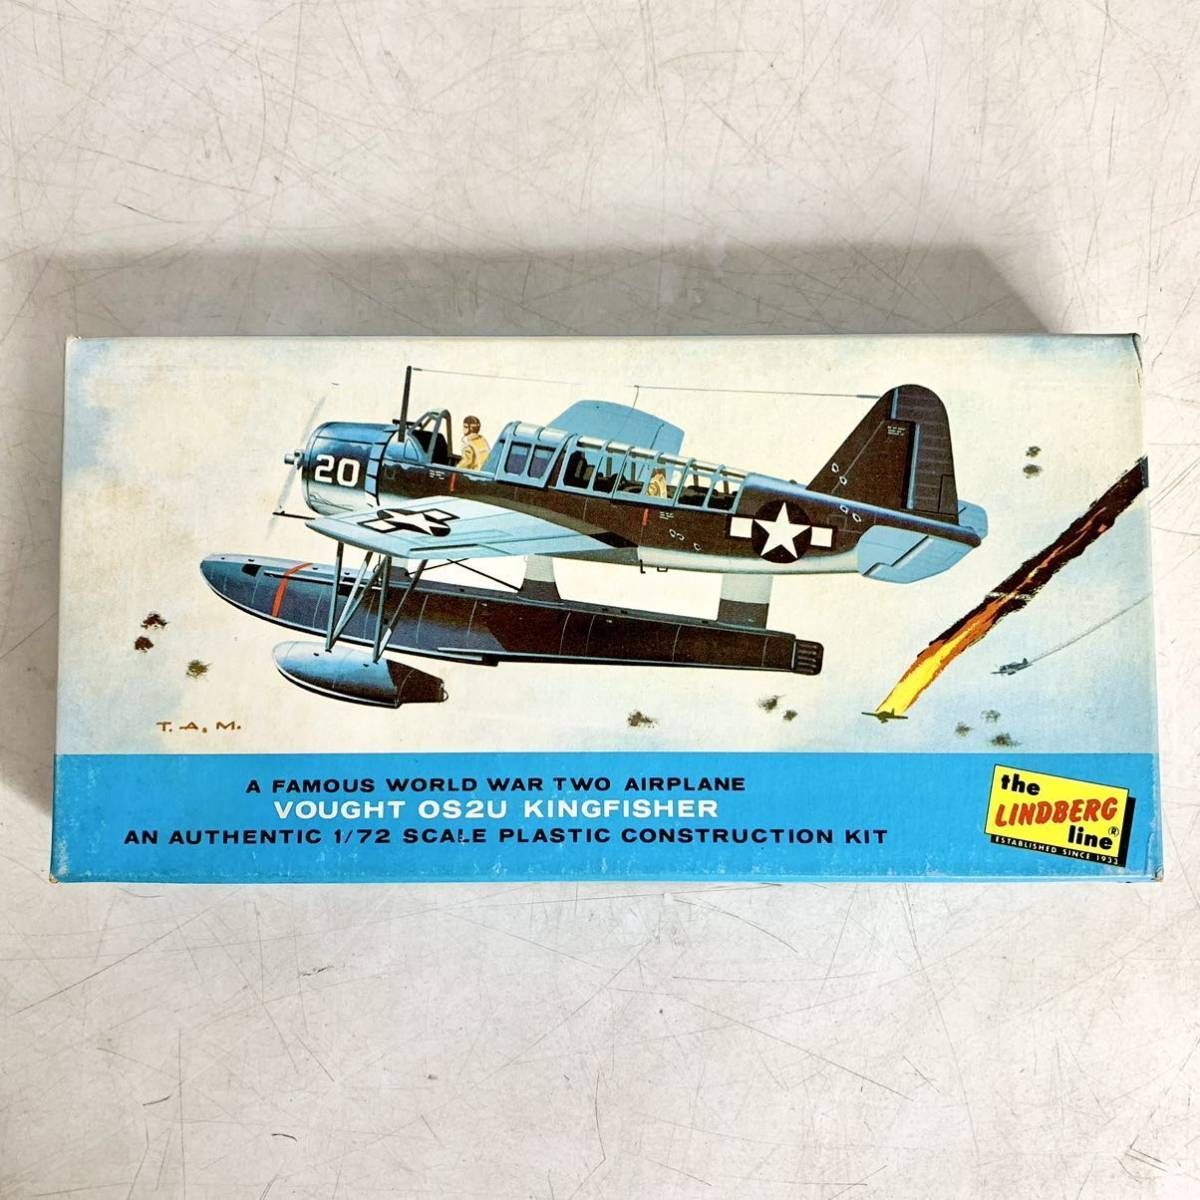 20
T. A. M.
A FAMOUS WORLD WAR TWO AIRPLANE
VOUGHT OS2U KINGFISHER
AN AUTHENTIC 1/72 SCALE PLASTIC CONSTRUCTION KIT
the
LINDBERG
line®
ESTABLISHED SINCE 1933